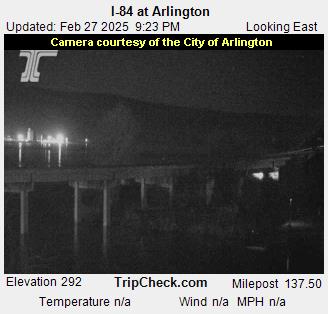 I-84 at Arlington
Updated: Feb 27 2025 9:23 PM Looking East
Camera courtesy of the City of Arlington
Elevation 292 TripCheck.com Milepost 137.50
Temperature n/a Wind n/a MPH n/a